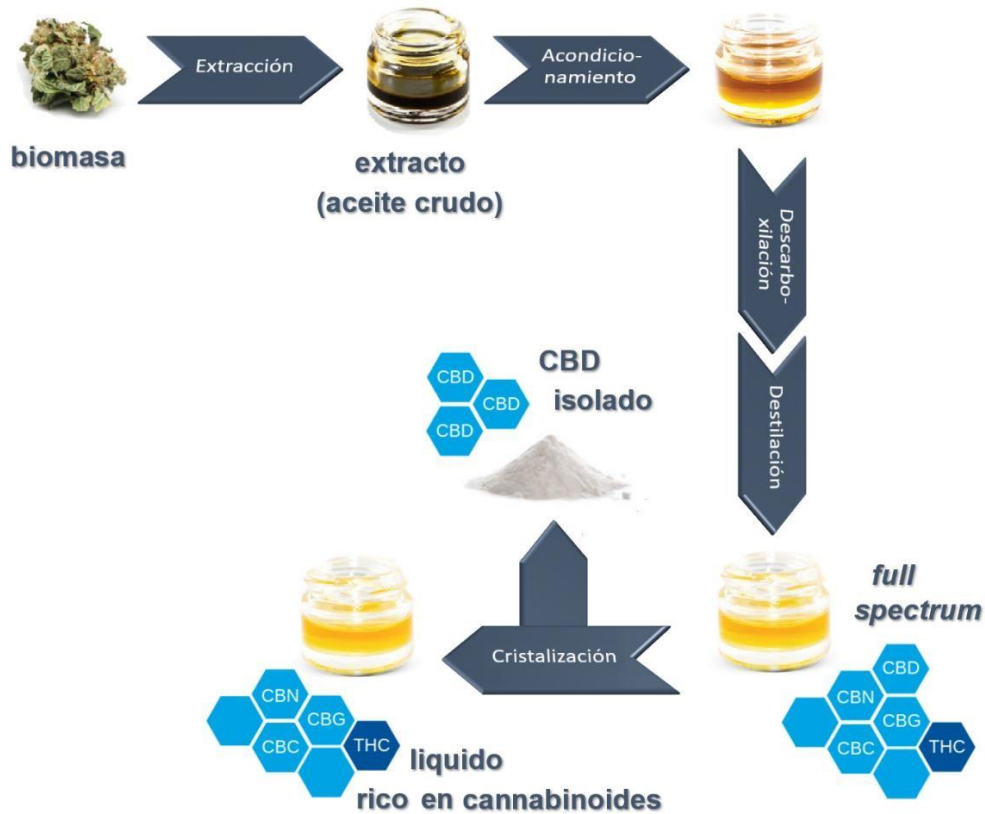 Extracción
Acondicio-
namiento
biomasa
extracto
(aceite crudo)
Descarbo-
xilación
CBD
isolado
CBD
CBD
CBD
Destilación
full
spectrum
Cristalización
CBD
CBN
CBG
CBC
THC
CBN
CBG
CBC
THC
liquido
rico en cannabinoides